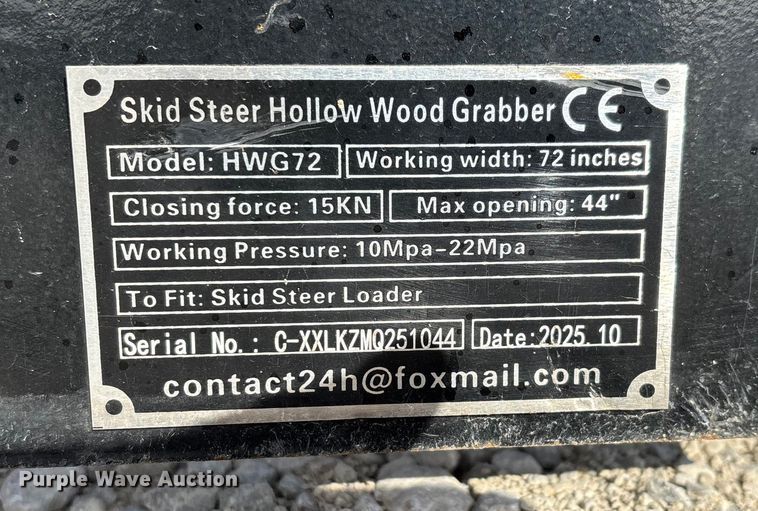 Skid Steer Hollow Wood Grabber CE
Model: HWG72 Working width: 72 inches
Closing force: 15KN Max opening: 44"
Working Pressure: 10Mpa-22Mpa
To Fit: Skid Steer Loader
Serial No.: C-XXLKZMQ251044 Date:2025.10
contact24h@foxmail.com
Purple Wave Auction